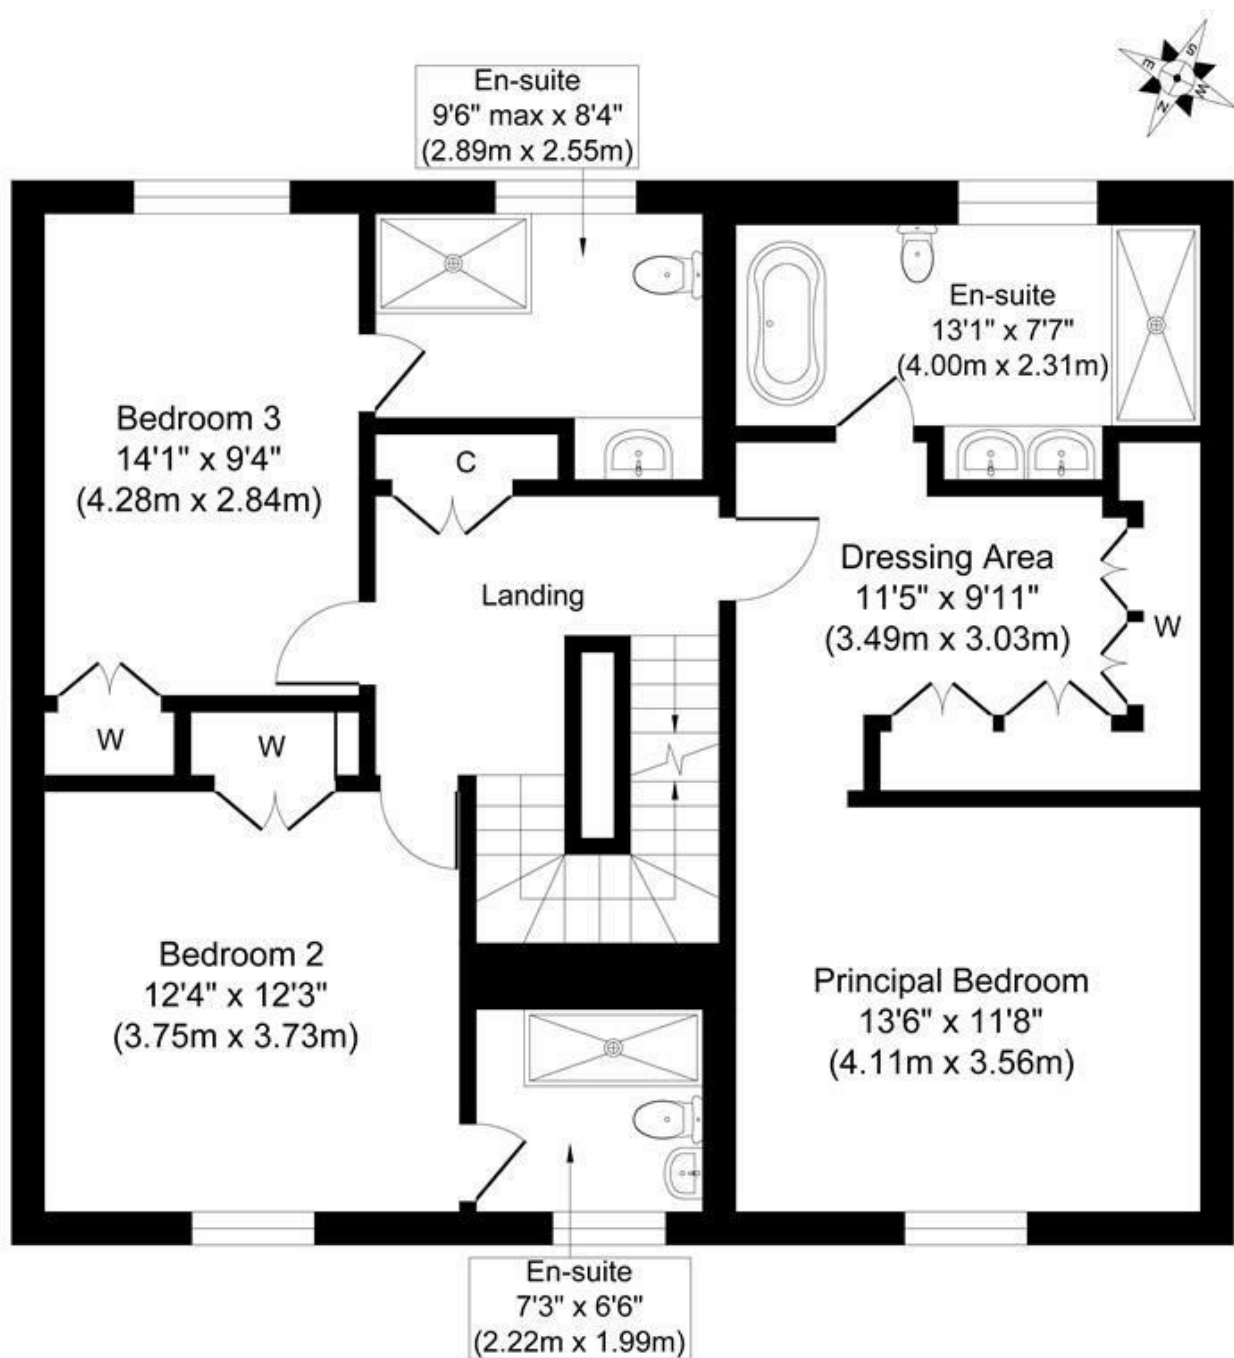 S
E
W
N
En-suite
9'6" max x 8'4"
(2.89m x 2.55m)
En-suite
13'1" x 7'7"
(4.00m x 2.31m)
Bedroom 3
14'1" x 9'4"
(4.28m x 2.84m)
C
Landing
Dressing Area
11'5" x 9'11"
(3.49m x 3.03m)
W
W
W
Bedroom 2
12'4" x 12'3"
(3.75m x 3.73m)
Principal Bedroom
13'6" x 11'8"
(4.11m x 3.56m)
En-suite
7'3" x 6'6"
(2.22m x 1.99m)